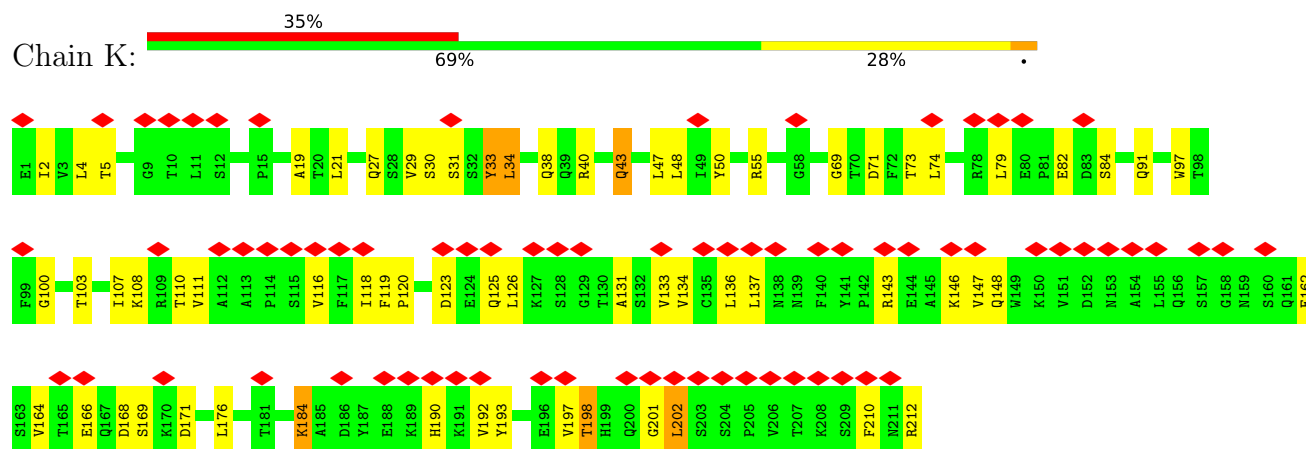 35%
Chain K:
69% 28% •
E1 I2 V3 L4 T5 G9 T10 L11 S12 P15 A19 T20 L21 Q27 S28 V29 S30 S31 S32 Y33 L34 Q38 Q39 R40 Q43 L47 L48 I49 Y50 R55 G58 G69 T70 D71 F72 T73 L74 R78 L79 E80 P81 E82 D83 S84 Q91 W97 T98
F99 G100 T103 I107 K108 R109 T110 V111 A112 A113 P114 S115 V116 F117 I118 F119 P120 D123 E124 Q125 L126 K127 S128 G129 T130 A131 S132 V133 V134 C135 L136 L137 N138 N139 F140 Y141 P142 R143 E144 A145 K146 V147 Q148 W149 K150 V151 D152 N153 A154 L155 Q156 S157 G158 N159 S160 Q161
S163 V164 T165 E166 Q167 D168 S169 K170 D171 L176 T181 K184 A185 D186 Y187 E188 K189 H190 K191 V192 Y193 E196 V197 T198 H199 Q200 G201 L202 S203 S204 P205 V206 T207 K208 S209 F210 N211 R212